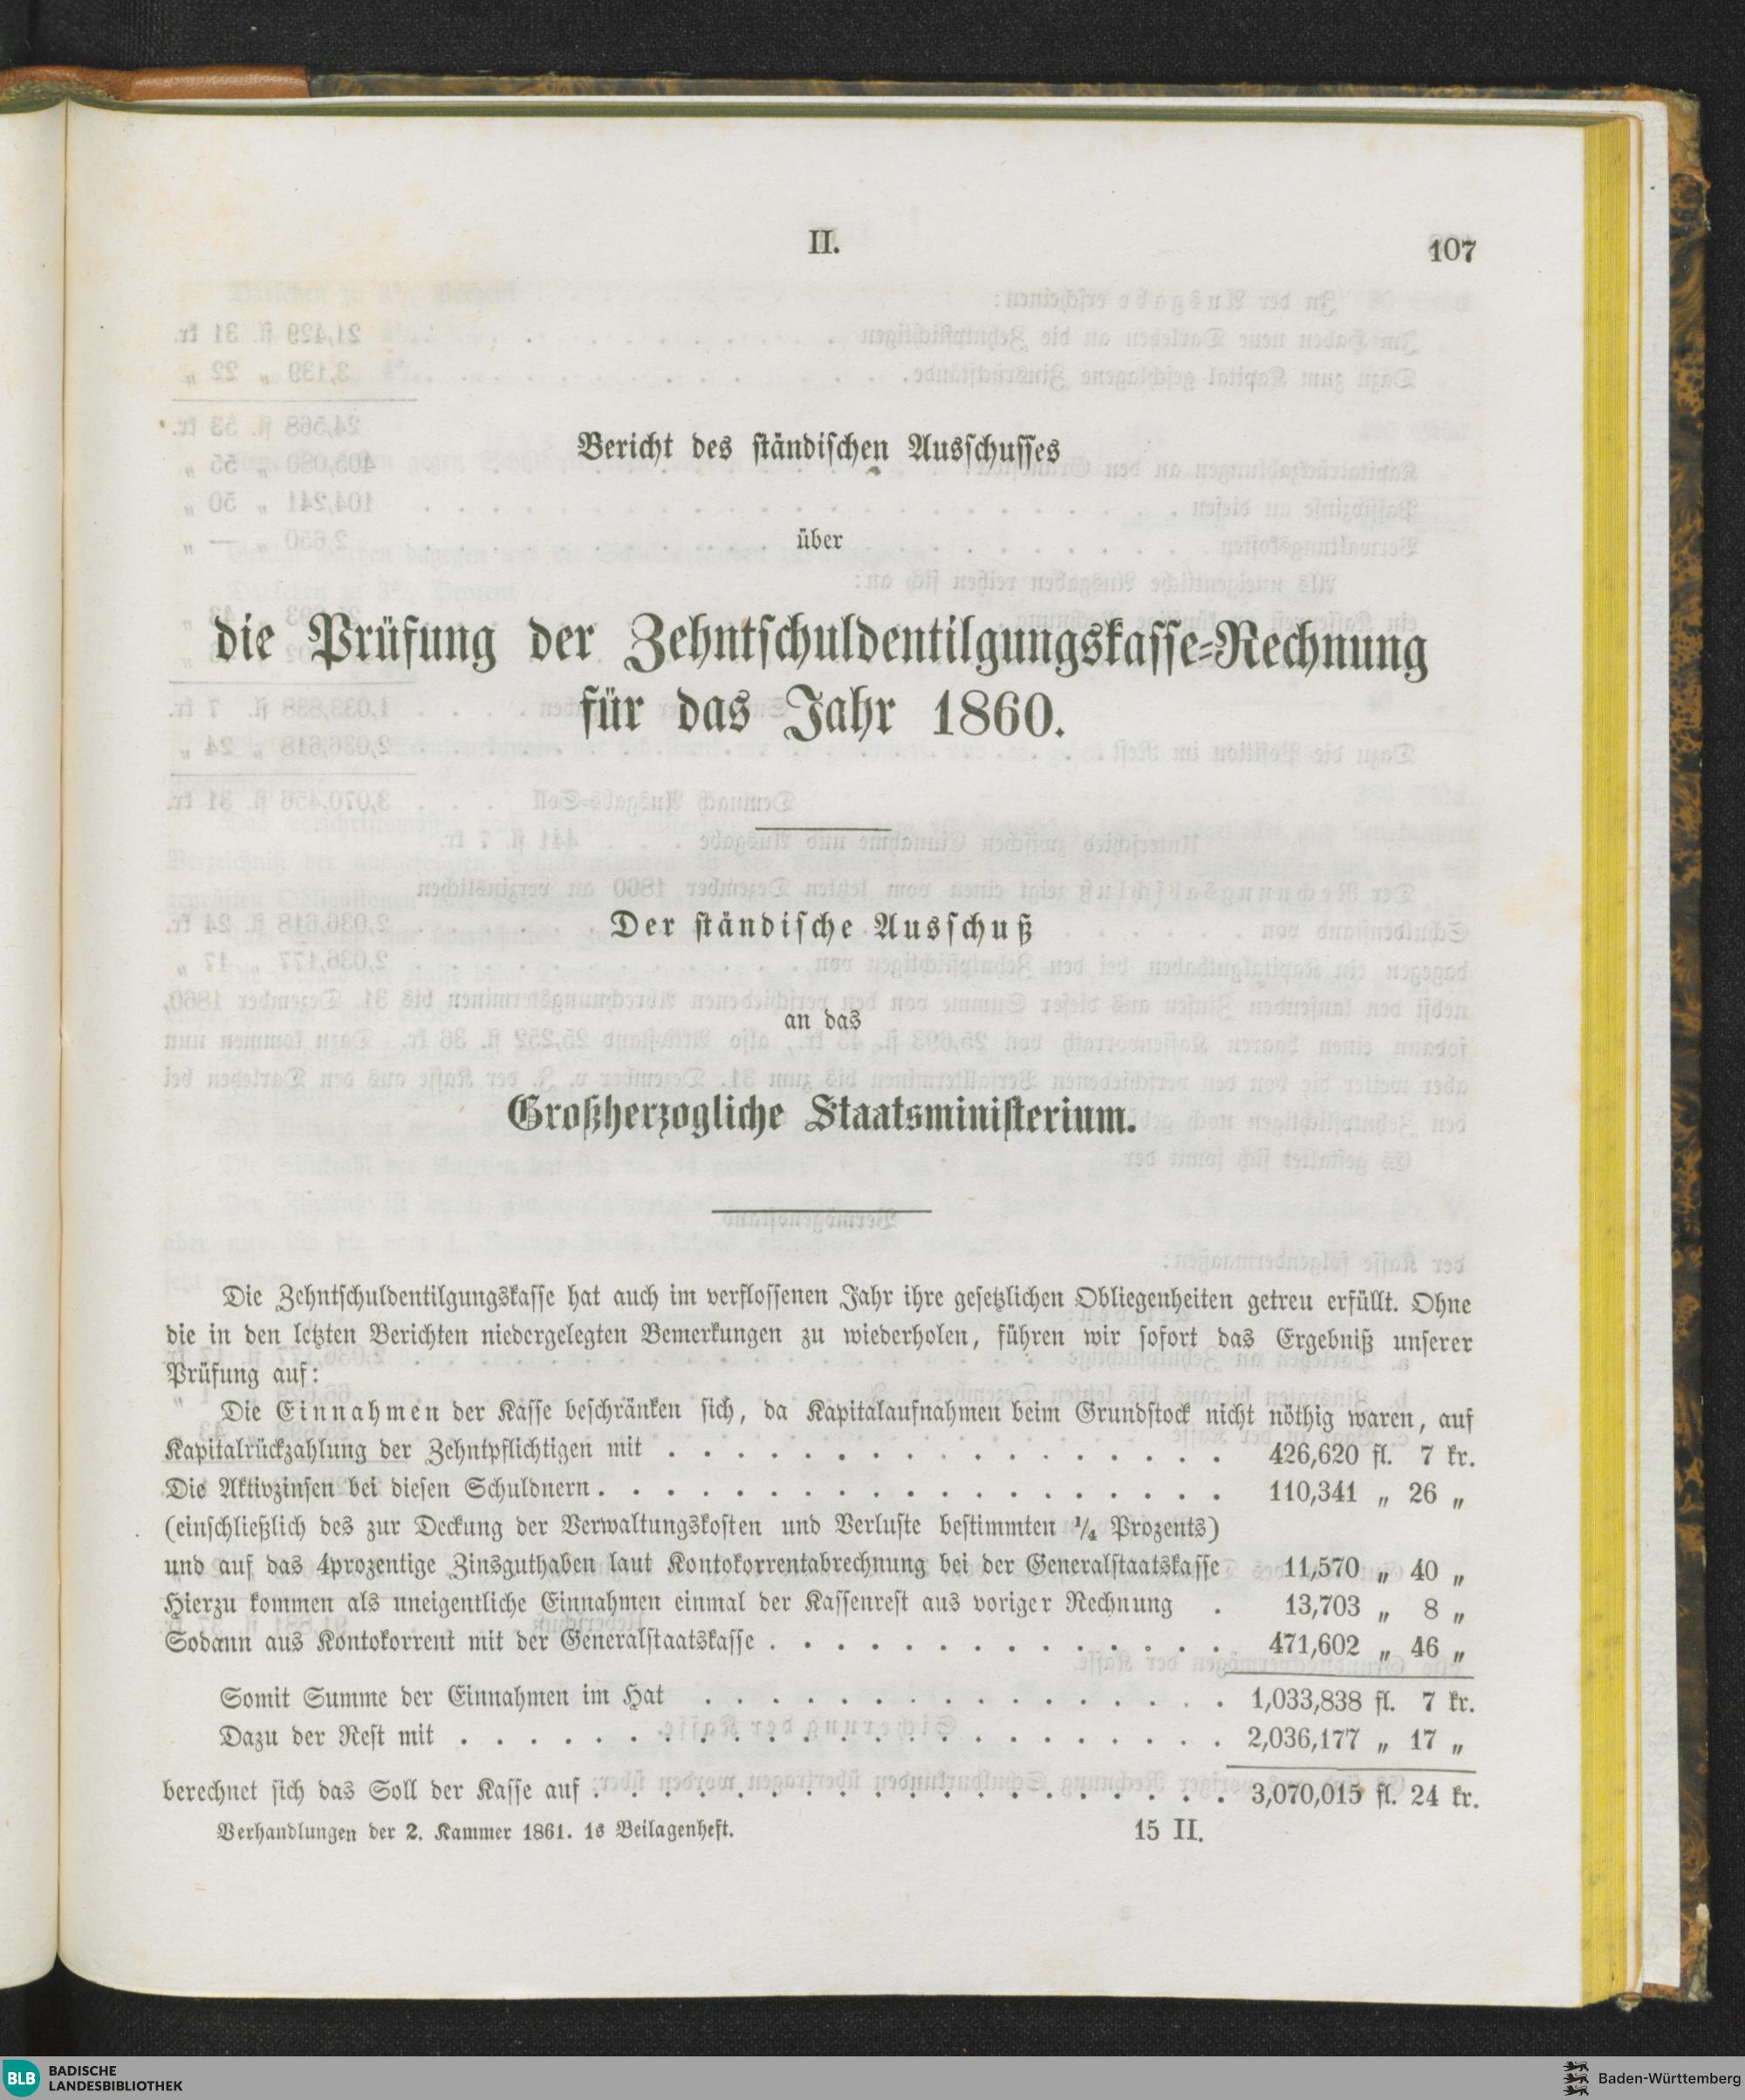 II.
107
Bericht des ständischen Ausschusses
über
die Prüfung der Zehntschuldentilgungskasse-Rechnung
für das Jahr 1860.
Der ständische Ausschuß
an das
Großherzogliche Staatsministerium.
Die Zehntschuldentilgungskasse hat auch im verflossenen Jahr ihre gesetzlichen Obliegenheiten getreu erfüllt. Ohne
die in den letzten Berichten niedergelegten Bemerkungen zu wiederholen, führen wir sofort das Ergebniß unserer
Prüfung auf:
Die Einnahmen der Kasse beschränken sich, da Kapitalaufnahmen beim Grundstock nicht nöthig waren, auf
Kapitalrückzahlung der Zehntpflichtigen mit . . . . . . . . . . . . . . . . 426,620 fl. 7 kr.
Die Aktivzinsen bei diesen Schuldnern . . . . . . . . . . . . . . . . . . 110,341 „ 26 „
(einschließlich des zur Deckung der Verwaltungskosten und Verluste bestimmten ¼ Prozents)
und auf das 4prozentige Zinsguthaben laut Kontokorrentabrechnung bei der Generalstaatskasse 11,570 „ 40 „
Hierzu kommen als uneigentliche Einnahmen einmal der Kassenrest aus voriger Rechnung . 13,703 „ 8 „
Sodann aus Kontokorrent mit der Generalstaatskasse . . . . . . . . . . . . . 471,602 „ 46 „
Somit Summe der Einnahmen im Hat . . . . . . . . . . . . . . . 1,033,838 fl. 7 kr.
Dazu der Rest mit . . . . . . . . . . . . . . . . . . . . . . 2,036,177 „ 17 „
berechnet sich das Soll der Kasse auf . . . . . . . . . . . . . . . . . . 3,070,015 fl. 24 kr.
Verhandlungen der 2. Kammer 1861. 1s Beilagenheft.
15 II.
BLB BADISCHE
LANDESBIBLIOTHEK
Baden-Württemberg